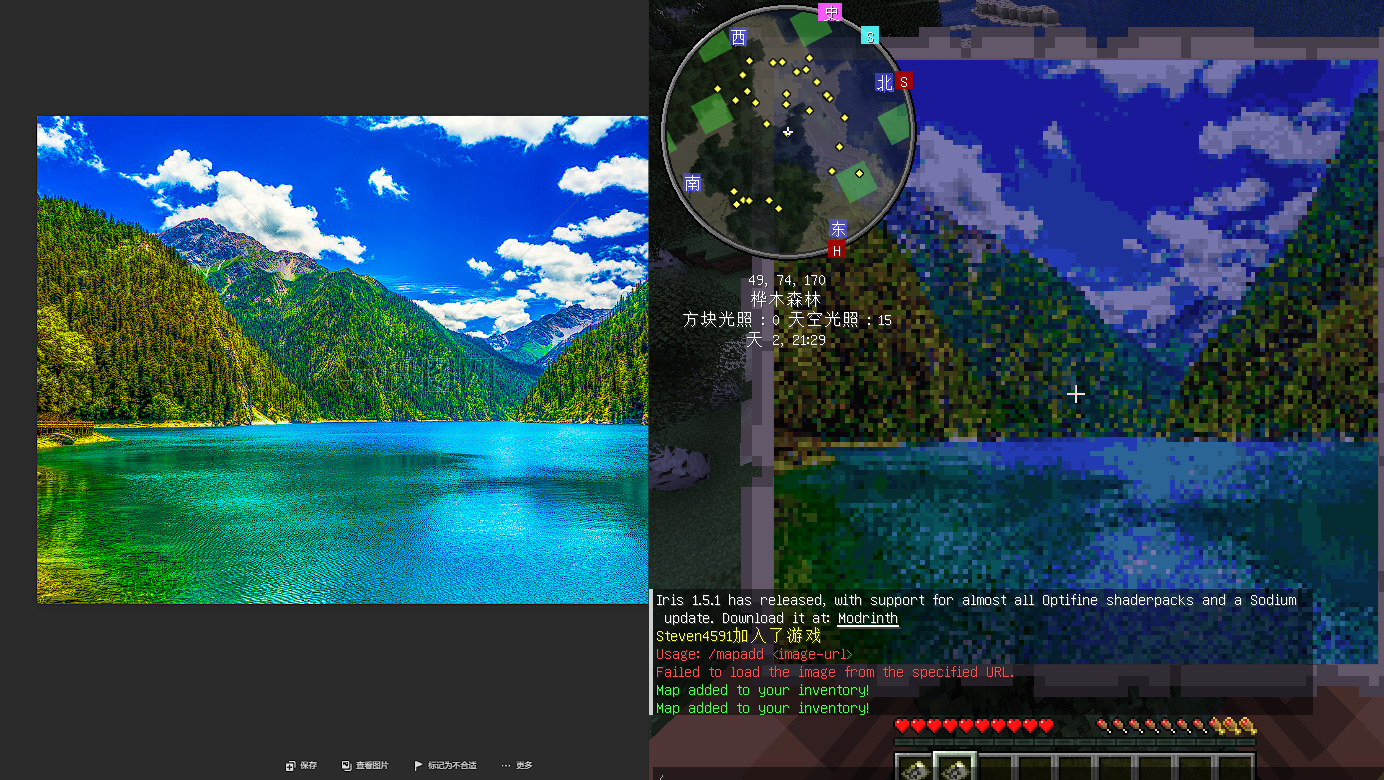 史
S
西
北
S
南
东
H
49, 74, 170
桦木森林
方块光照 : 0 天空光照 : 15
天 2, 21:29
Iris 1.5.1 has released, with support for almost all Optifine shaderpacks and a Sodium
update. Download it at: Modrinth
Steven4591加入了游戏
Usage: /mapadd <image-url>
Failed to load the image from the specified URL.
Map added to your inventory!
Map added to your inventory!
保存
查看图片
标记为不合适
··· 更多
/